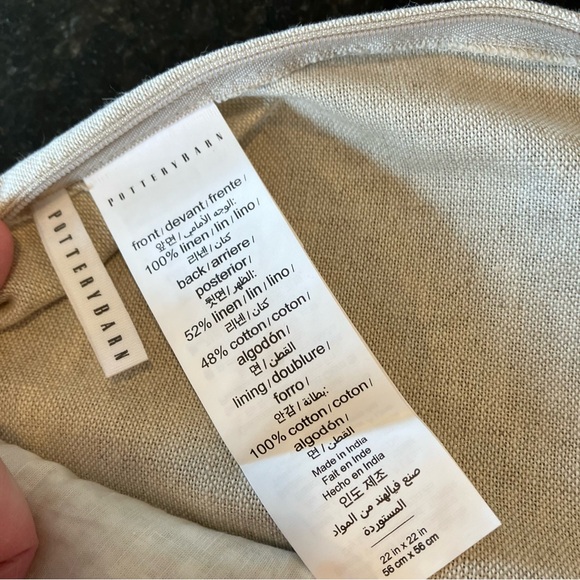 POTTERYBARN
POTTERYBARN
front/devant/frente/
앞면/الوجه الأمامي:
100% linen/lin/lino/
리넨/كتان
back/arriere/
posterior/
뒷면/الظهر:
52% linen/lin/lino/
리넨/كتان
48% cotton/coton/
algodón/
면/القطن
lining/doublure/
forro/
안감/بطانة:
100% cotton/coton/
algodón/
면/القطن
Made in India
Fait en Inde
Hecho en India
인도 제조
صنع فيالهند من المواد
المستوردة
22 in x 22 in
56 cm x 56 cm